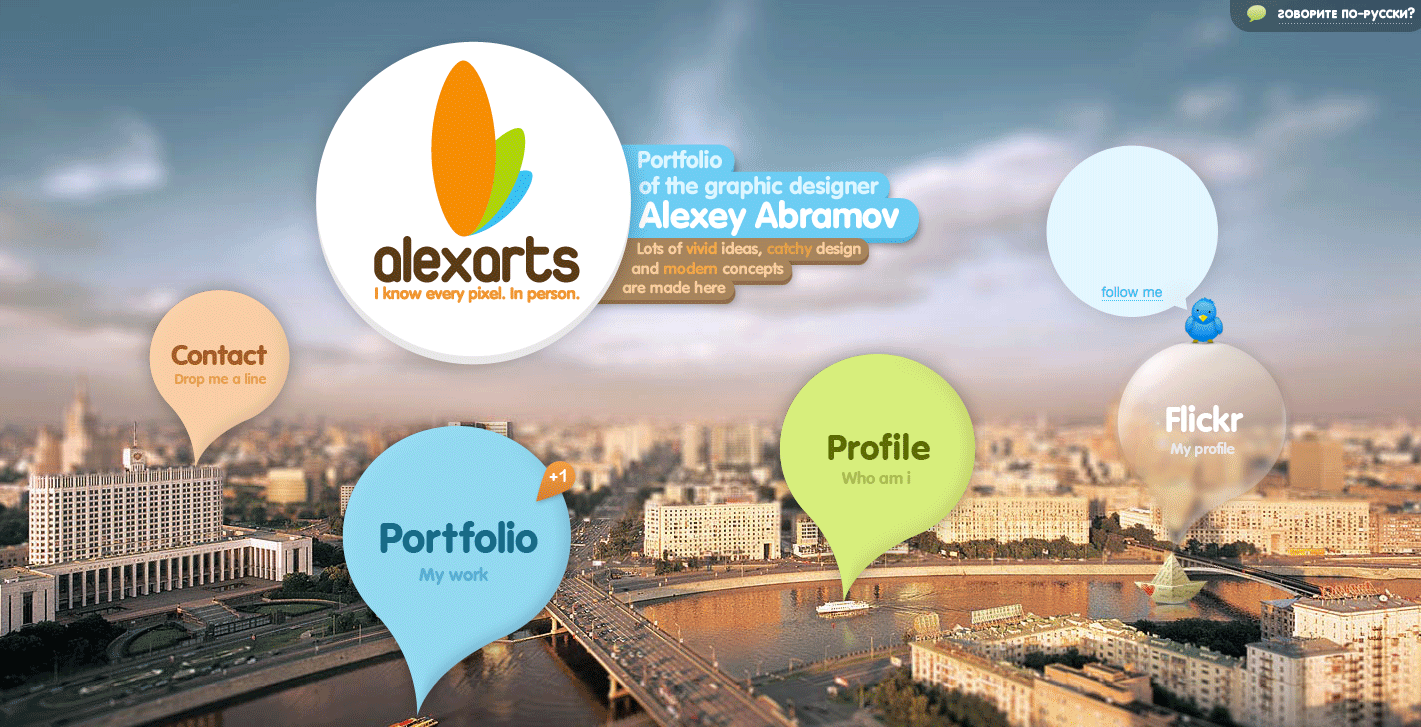 говорите по-русски?
alexarts
I know every pixel. In person.
Portfolio
of the graphic designer
Alexey Abramov
Lots of vivid ideas, catchy design
and modern concepts
are made here
follow me
Contact
Drop me a line
Portfolio
My work
+1
Profile
Who am i
Flickr
My profile